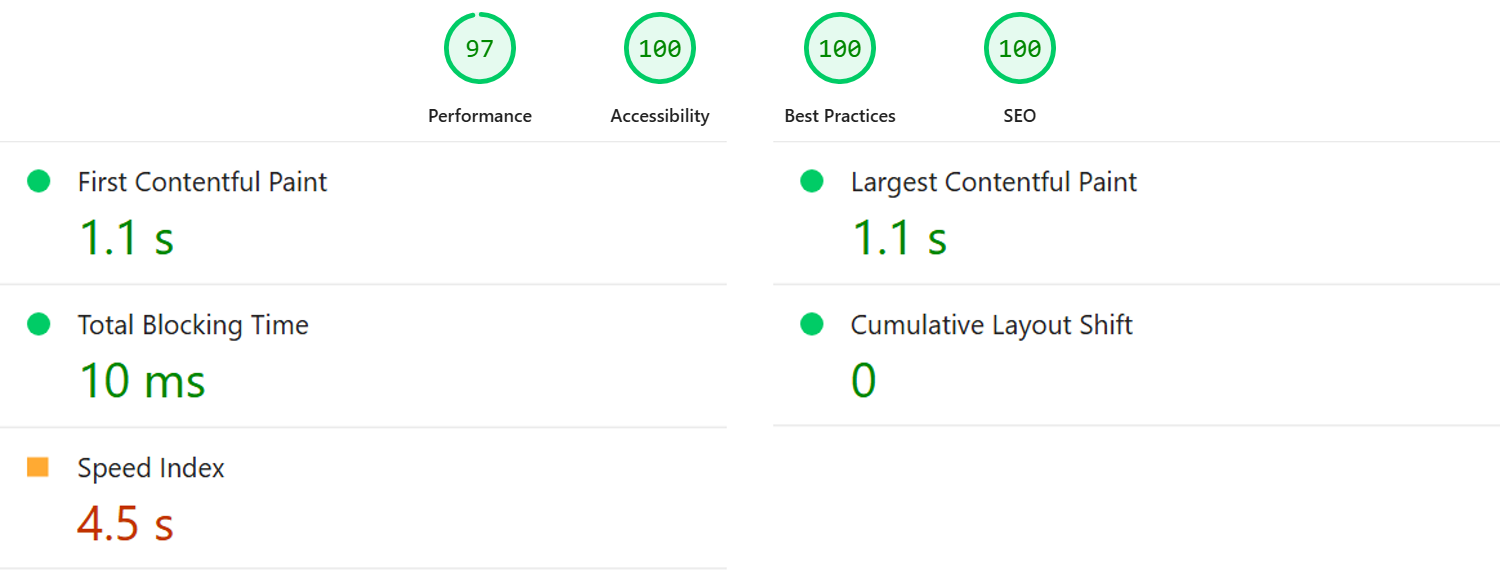 97 100 100 100
Performance Accessibility Best Practices SEO
First Contentful Paint
1.1 s
Largest Contentful Paint
1.1 s
Total Blocking Time
10 ms
Cumulative Layout Shift
0
Speed Index
4.5 s